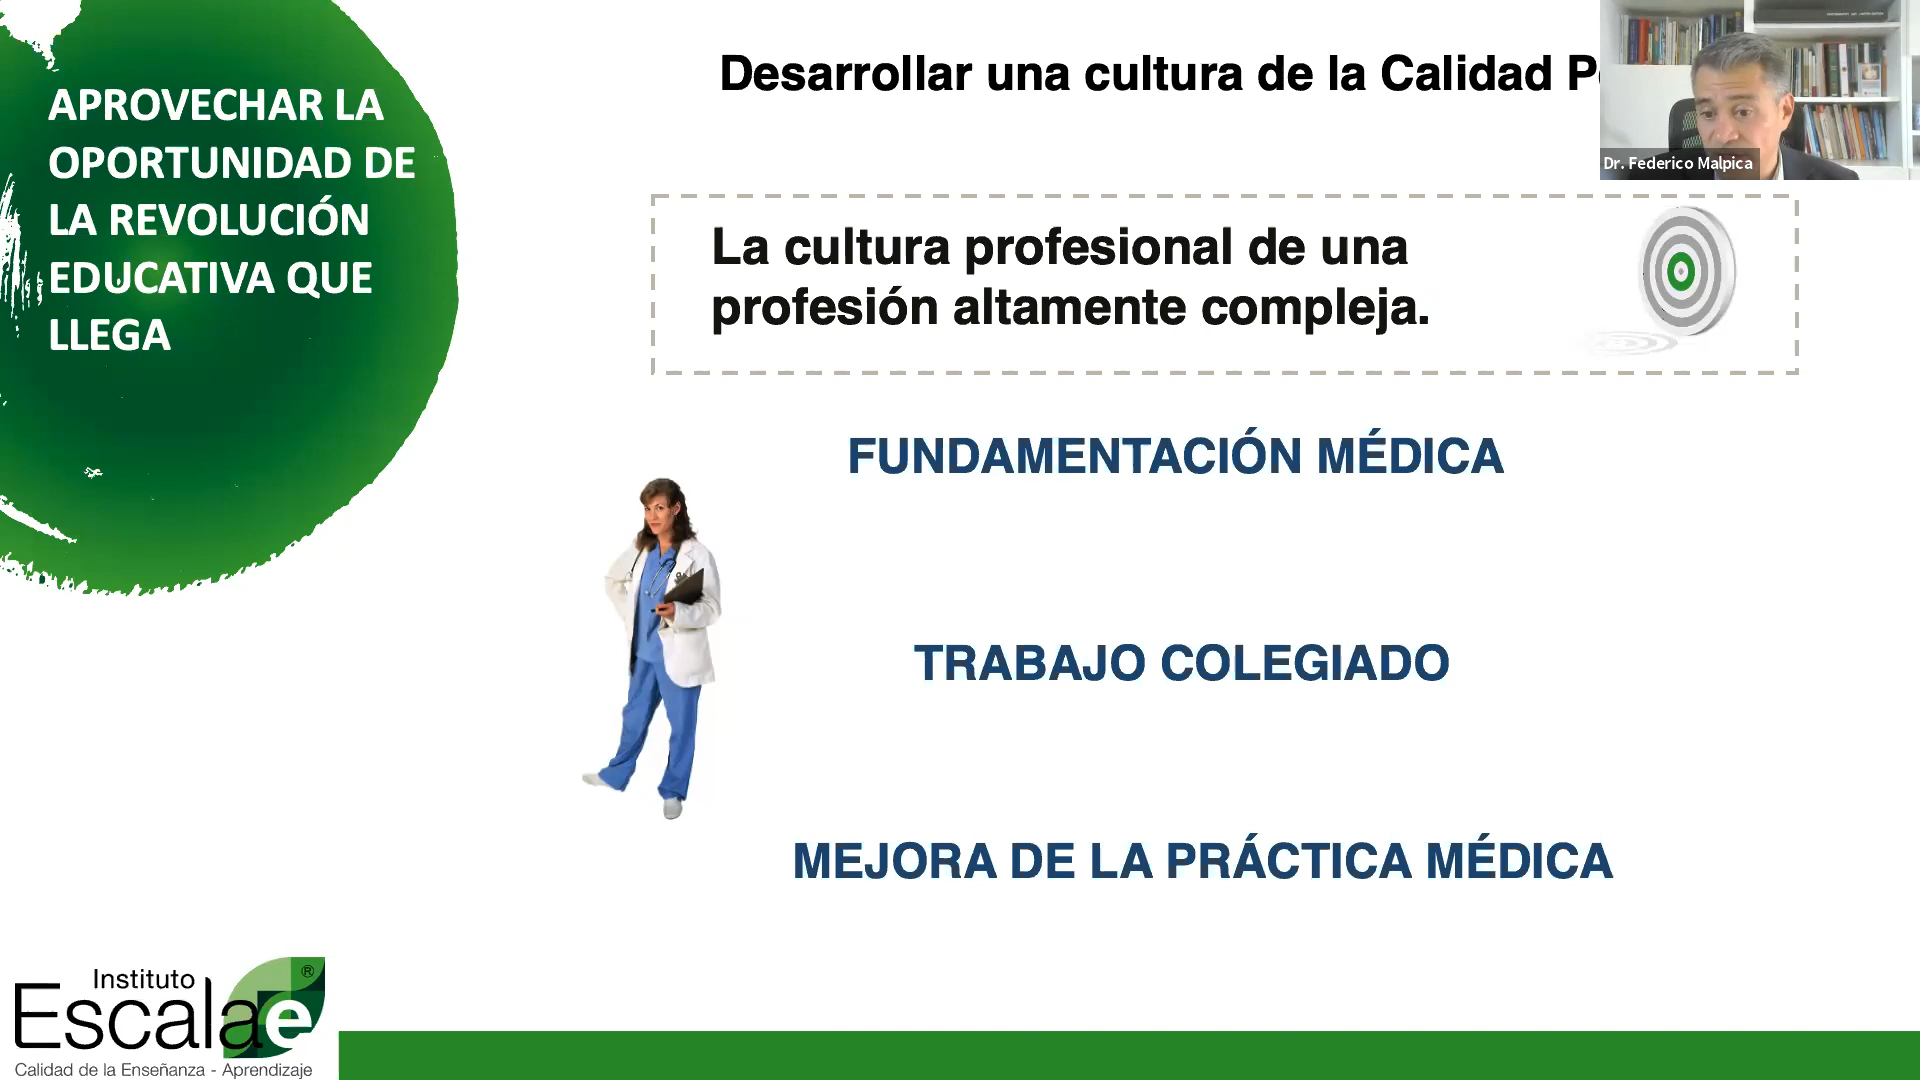 APROVECHAR LA
OPORTUNIDAD DE
LA REVOLUCIÓN
EDUCATIVA QUE
LLEGA
Desarrollar una cultura de la Calidad
Dr. Federico Malpica
La cultura profesional de una
profesión altamente compleja.
FUNDAMENTACIÓN MÉDICA
TRABAJO COLEGIADO
MEJORA DE LA PRÁCTICA MÉDICA
Instituto
Escalae ®
Calidad de la Enseñanza - Aprendizaje